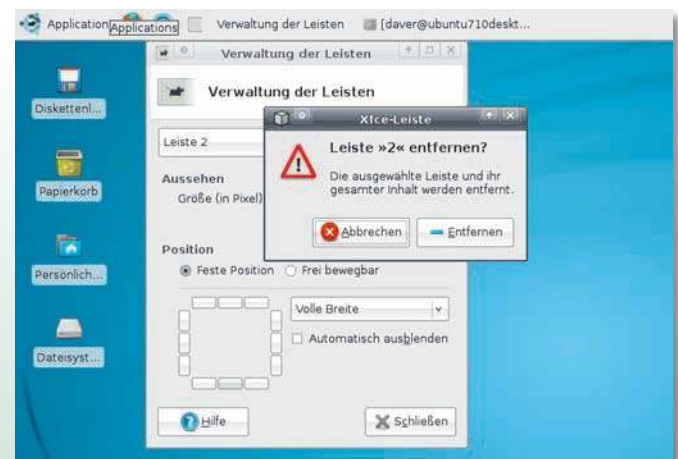 Applications
Verwaltung der Leisten
[daver@ubuntu710deskt...
Verwaltung der Leisten
Verwaltung der Leisten
Diskettenl...
Papierkorb
Persönlich...
Dateisyst...
Leiste 2
Aussehen
Größe (in Pixel)
Position
Feste Position
Frei bewegbar
Volle Breite
Automatisch ausblenden
Hilfe
Schließen
Xfce-Leiste
Leiste »2« entfernen?
Die ausgewählte Leiste und ihr
gesamter Inhalt werden entfernt.
Abbrechen
Entfernen